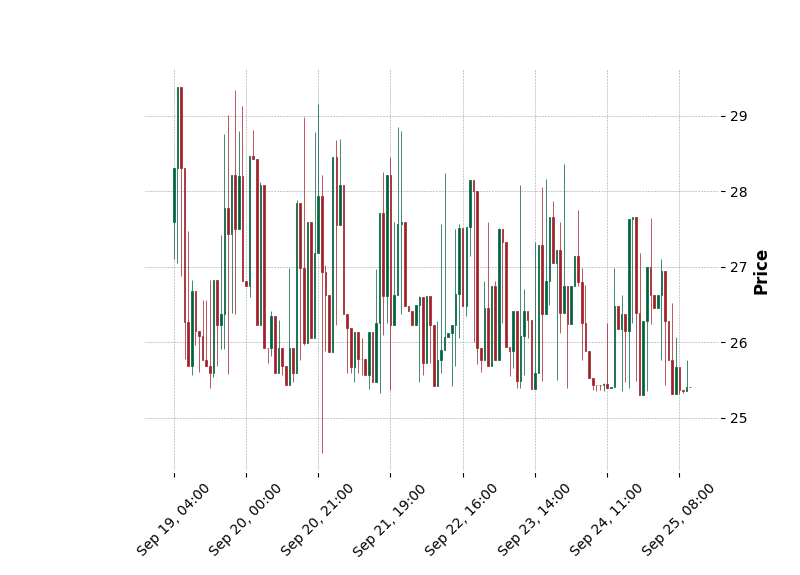 29
28
27
26
25
Price
Sep 19, 04:00
Sep 20, 00:00
Sep 20, 21:00
Sep 21, 19:00
Sep 22, 16:00
Sep 23, 14:00
Sep 24, 11:00
Sep 25, 08:00